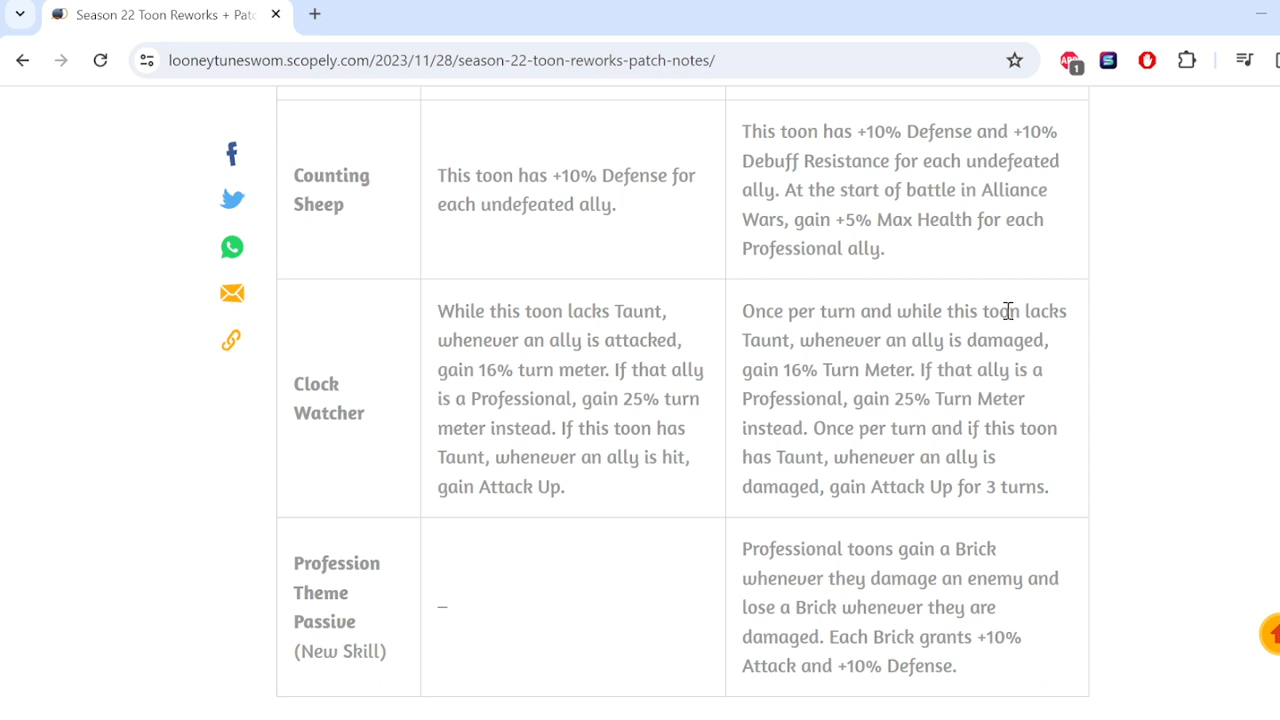 Season 22 Toon Reworks + Patc
looneytuneswom.scopely.com/2023/11/28/season-22-toon-reworks-patch-notes/
1
Counting
Sheep
This toon has +10% Defense for
each undefeated ally.
This toon has +10% Defense and +10%
Debuff Resistance for each undefeated
ally. At the start of battle in Alliance
Wars, gain +5% Max Health for each
Professional ally.
Clock
Watcher
While this toon lacks Taunt,
whenever an ally is attacked,
gain 16% turn meter. If that ally
is a Professional, gain 25% turn
meter instead. If this toon has
Taunt, whenever an ally is hit,
gain Attack Up.
Once per turn and while this toon lacks
Taunt, whenever an ally is damaged,
gain 16% Turn Meter. If that ally is a
Professional, gain 25% Turn Meter
instead. Once per turn and if this toon
has Taunt, whenever an ally is
damaged, gain Attack Up for 3 turns.
Profession
Theme
Passive
(New Skill)
–
Professional toons gain a Brick
whenever they damage an enemy and
lose a Brick whenever they are
damaged. Each Brick grants +10%
Attack and +10% Defense.